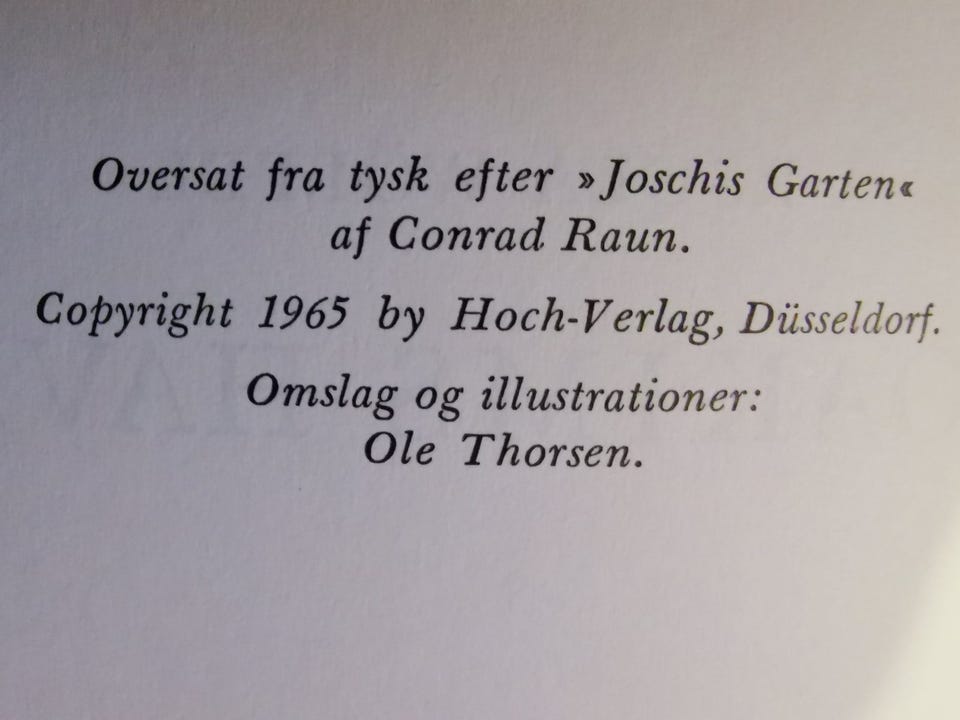 Oversat fra tysk efter »Joschis Garten«
af Conrad Raun.
Copyright 1965 by Hoch-Verlag, Düsseldorf.
Omslag og illustrationer:
Ole Thorsen.